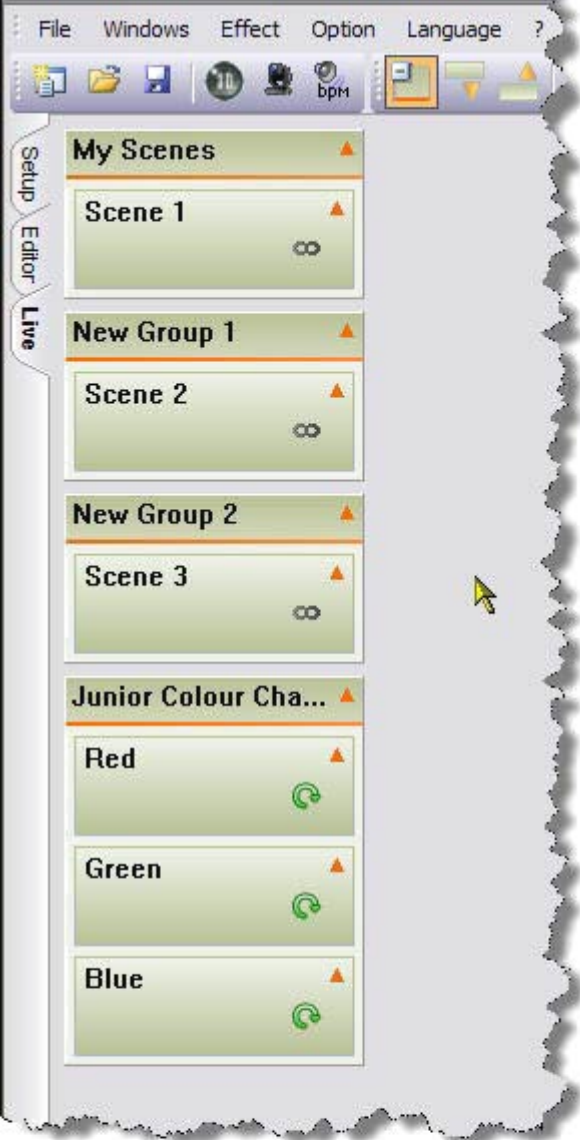 File Windows Effect Option Language ?
bpm
Setup
Editor
Live
My Scenes
Scene 1
New Group 1
Scene 2
New Group 2
Scene 3
Junior Colour Cha...
Red
Green
Blue